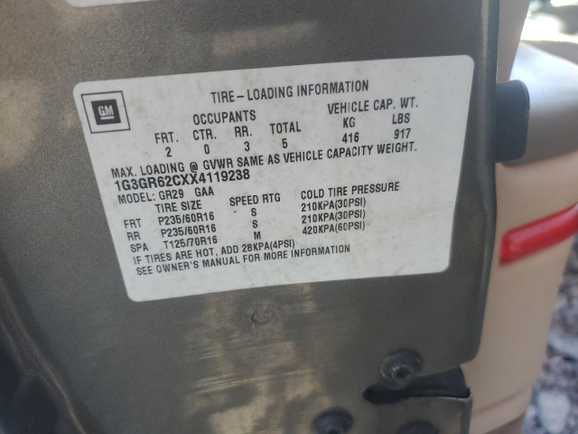 GM
TIRE-LOADING INFORMATION
OCCUPANTS VEHICLE CAP. WT.
FRT. CTR. RR. TOTAL KG LBS
2 0 3 5 416 917
MAX. LOADING @ GVWR SAME AS VEHICLE CAPACITY WEIGHT.
1G3GR62CXX4119238
MODEL: GR29 GAA
TIRE SIZE SPEED RTG COLD TIRE PRESSURE
FRT P235/60R16 S 210KPA(30PSI)
RR P235/60R16 S 210KPA(30PSI)
SPA T125/70R16 M 420KPA(60PSI)
IF TIRES ARE HOT, ADD 28KPA(4PSI)
SEE OWNER'S MANUAL FOR MORE INFORMATION